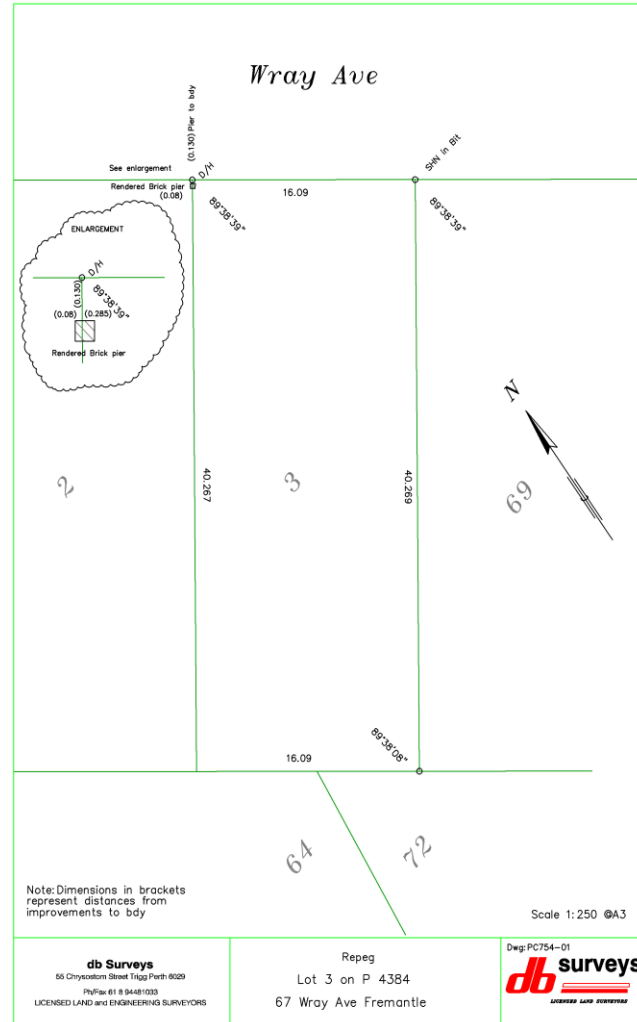 Wray Ave
(0.130) Pier to bdy
SHN in Bit
See enlargement
D/H
Rendered Brick pier
(0.08)
16.09
89°38'39"
89°38'39"
ENLARGEMENT
D/H
(0.130)
89°38'39"
(0.08) (0.285)
Rendered Brick pier
N
2
40.267
3
40.269
69
89°38'08"
16.09
64
72
Note: Dimensions in brackets
represent distances from
improvements to bdy
Scale 1:250 @A3
db Surveys
55 Chrysostom Street Trigg Perth 6029
Ph/Fax 61 8 94481033
LICENSED LAND and ENGINEERING SURVEYORS
Repeg
Lot 3 on P 4384
67 Wray Ave Fremantle
Dwg: PC754-01
db surveys
LICENSED LAND SURVEYORS